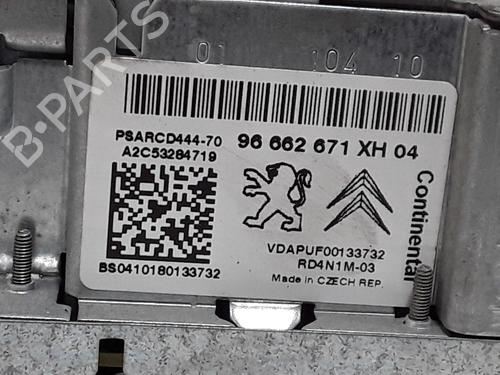 01 104 10
PSARCD444-70 96 662 671 XH 04
A2C53284719
Continental
VDAPUF00133732
RD4N1M-03
BS0410180133732 Made in CZECH REP.
B-PARTS